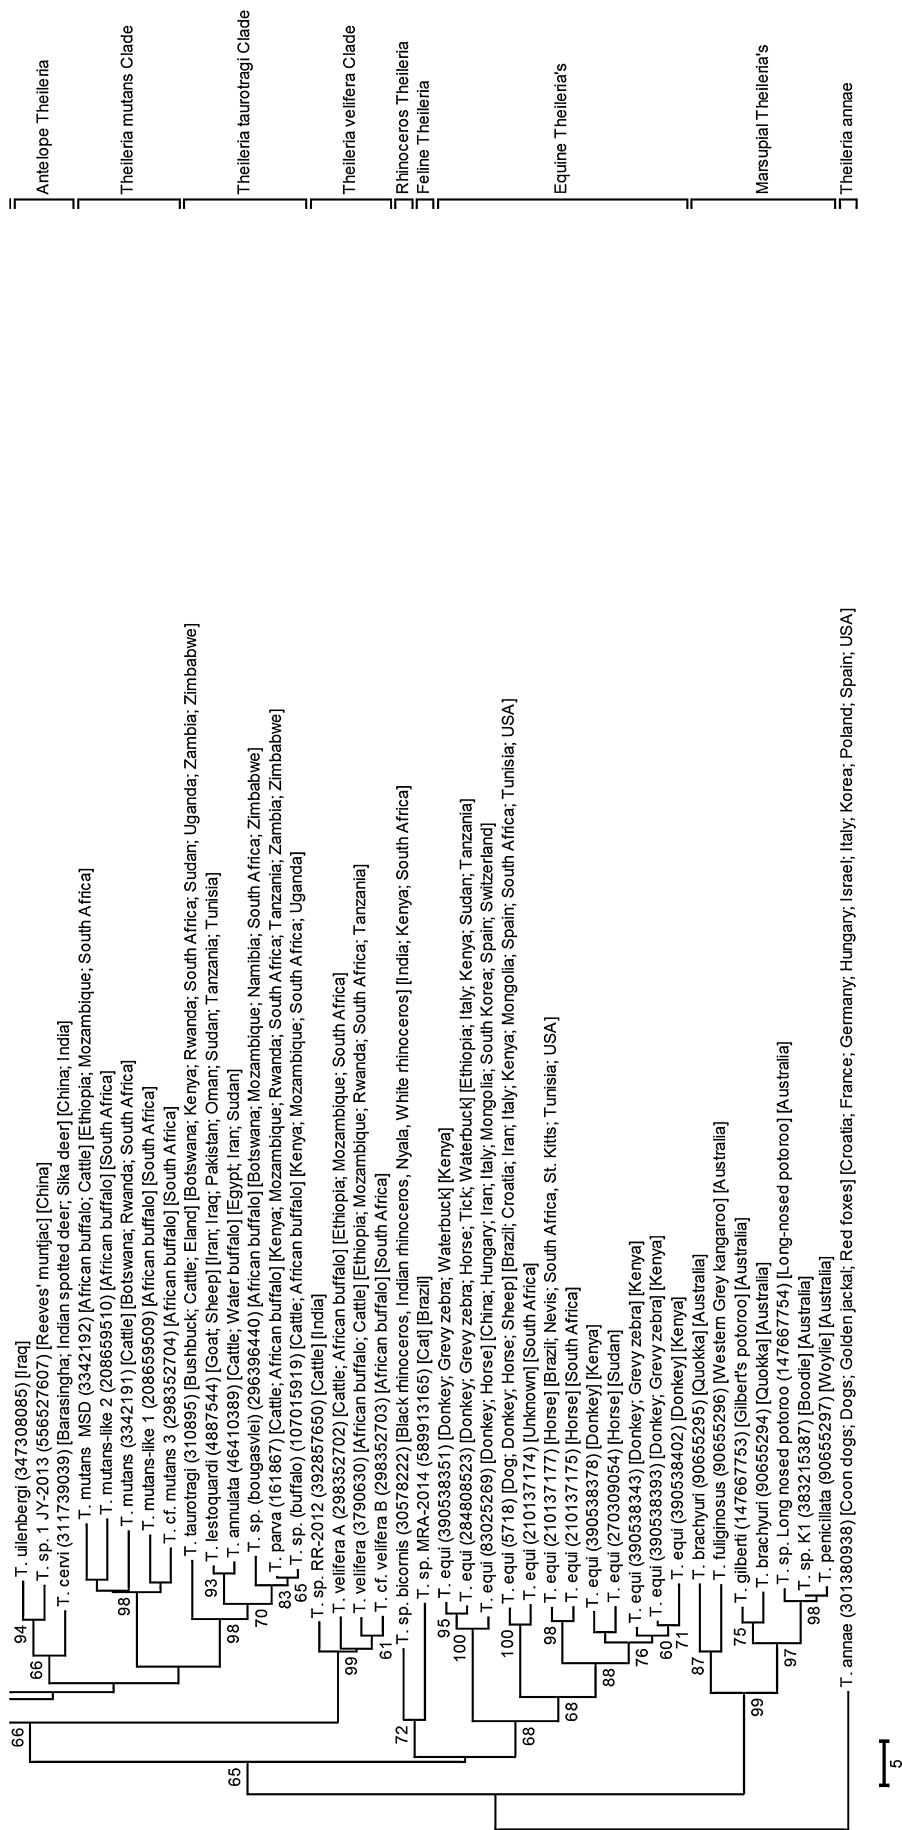 T. uilenbergi (347308085) [Iraq]
T. sp. 1 JY-2013 (556527607) [Reeves' muntjac] [China]
T. cervi (311739039) [Barasingha; Indian spotted deer; Sika deer] [China; India]
T. mutans MSD (3342192) [African buffalo; Cattle] [Ethiopia; Mozambique; South Africa]
T. mutans-like 2 (208659510) [African buffalo] [South Africa]
T. mutans (3342191) [Cattle] [Botswana; Rwanda; South Africa]
T. mutans-like 1 (208659509) [African buffalo] [South Africa]
T. cf. mutans 3 (298352704) [African buffalo] [South Africa]
T. taurotragi (310895) [Bushbuck; Cattle; Eland] [Botswana; Kenya; Rwanda; South Africa; Sudan; Uganda; Zambia; Zimbabwe]
T. lestoquardi (4887544) [Goat; Sheep] [Iran; Iraq; Pakistan; Oman; Sudan; Tanzania; Tunisia]
T. annulata (46410389) [Cattle; Water buffalo] [Egypt; Iran; Sudan]
T. sp. (bougasvlei) (296396440) [African buffalo] [Botswana; Mozambique; Namibia; South Africa; Zimbabwe]
T. parva (161867) [Cattle; African buffalo] [Kenya; Mozambique; Rwanda; South Africa; Tanzania; Zambia; Zimbabwe]
T. sp. (buffalo) (107015919) [Cattle; African buffalo] [Kenya; Mozambique; South Africa; Uganda]
T. sp. RR-2012 (392857650) [Cattle] [India]
T. velifera A (298352702) [Cattle; African buffalo] [Ethiopia; Mozambique; South Africa]
T. velifera (3790630) [African buffalo; Cattle] [Ethiopia; Mozambique; Rwanda; South Africa; Tanzania]
T. cf. velifera B (298352703) [African buffalo] [South Africa]
T. sp. bicornis (30578222) [Black rhinoceros, Indian rhinoceros, Nyala, White rhinoceros] [India; Kenya; South Africa]
T. sp. MRA-2014 (589913165) [Cat] [Brazil]
T. equi (390538351) [Donkey; Grevy zebra; Waterbuck] [Kenya]
T. equi (284808523) [Donkey; Grevy zebra; Horse; Tick; Waterbuck] [Ethiopia; Italy; Kenya; Sudan; Tanzania]
T. equi (83025269) [Donkey; Horse] [China; Hungary; Iran; Italy; Mongolia; South Korea; Spain; Switzerland]
T. equi (5718) [Dog; Donkey; Horse; Sheep] [Brazil; Croatia; Iran; Italy; Kenya; Mongolia; Spain; South Africa; Tunisia; USA]
T. equi (210137174) [Unknown] [South Africa]
T. equi (210137177) [Horse] [Brazil; Nevis; South Africa, St. Kitts; Tunisia; USA]
T. equi (210137175) [Horse] [South Africa]
T. equi (390538378) [Donkey] [Kenya]
T. equi (270309054) [Horse] [Sudan]
T. equi (390538343) [Donkey; Grevy zebra] [Kenya]
T. equi (390538393) [Donkey; Grevy zebra] [Kenya]
T. equi (390538402) [Donkey] [Kenya]
T. brachyuri (90655295) [Quokka] [Australia]
T. fuliginosus (90655296) [Western Grey kangaroo] [Australia]
T. gilberti (147667753) [Gilbert's potoroo] [Australia]
T. brachyuri (90655294) [Quokka] [Australia]
T. sp. Long nosed potoroo (147667754) [Long-nosed potoroo] [Australia]
T. sp. K1 (383215387) [Boodie] [Australia]
T. penicillata (90655297) [Woylie] [Australia]
T. annae (301380938) [Coon dogs; Dogs; Golden jackal; Red foxes] [Croatia; France; Germany; Hungary; Israel; Italy; Korea; Poland; Spain; USA]
Antelope Theileria
Theileria mutans Clade
Theileria taurotragi Clade
Theileria velifera Clade
Rhinoceros Theileria
Feline Theileria
Equine Theileria's
Marsupial Theileria's
Theileria annae
94
66
98
93
98
70
83
65
99
61
66
72
95
100
100
98
88
76
60
71
68
68
87
75
97
98
99
65
5